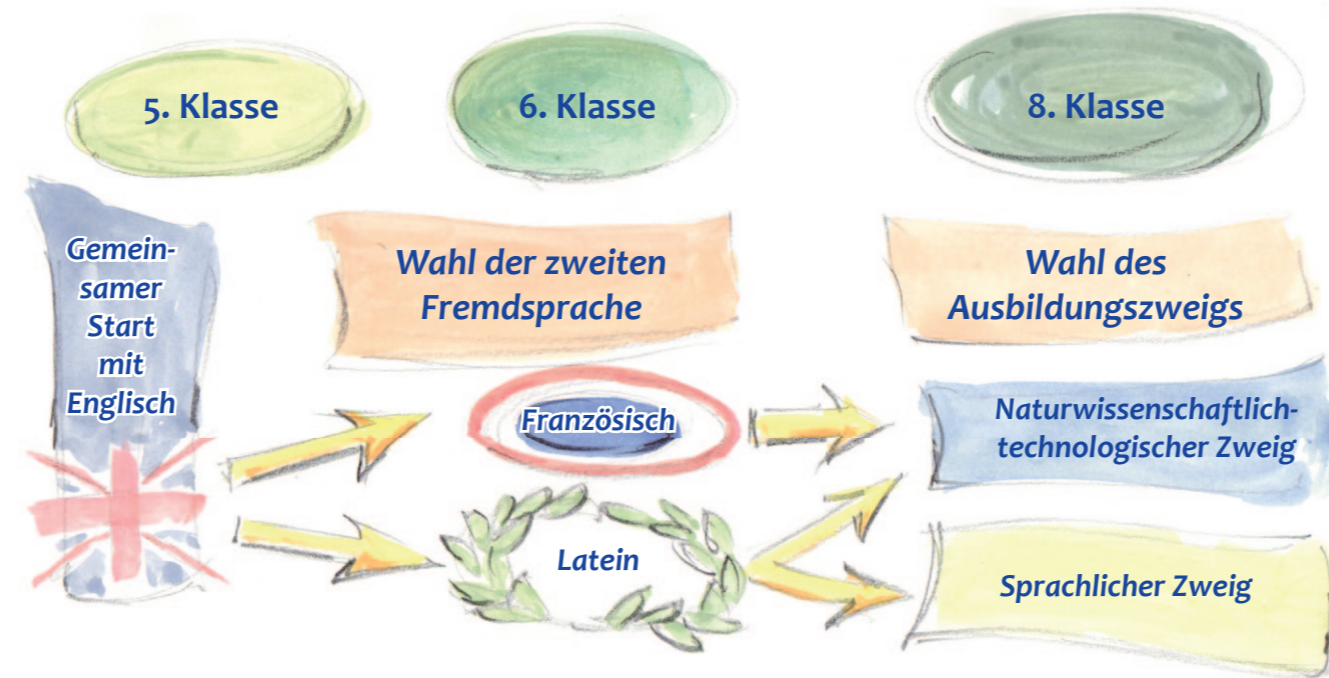 5. Klasse
6. Klasse
8. Klasse
Gemein-
samer
Start
mit
Englisch
Wahl der zweiten
Fremdsprache
Wahl des
Ausbildungszweigs
Französisch
Naturwissenschaftlich-
technologischer Zweig
Latein
Sprachlicher Zweig